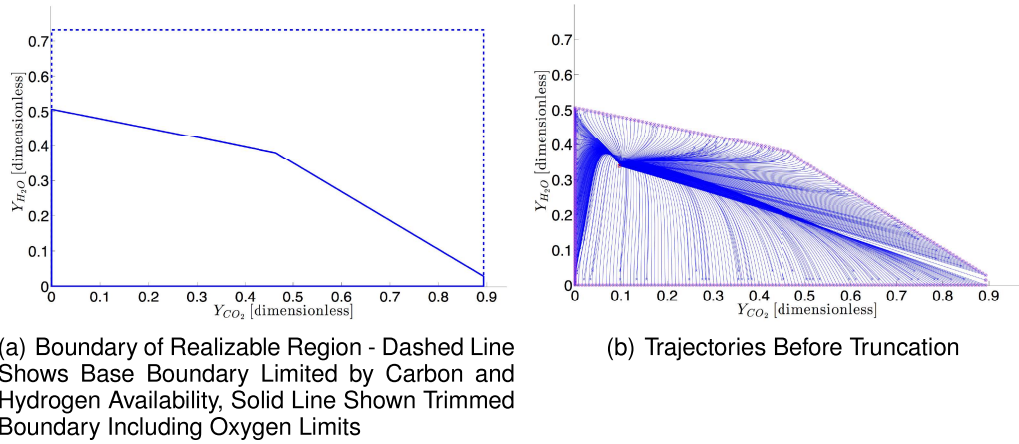 0.7
0.6
0.5
0.4
0.3
0.2
0.1
0
Y_{H_2O} [dimensionless]
0 0.1 0.2 0.3 0.4 0.5 0.6 0.7 0.8 0.9
Y_{CO_2} [dimensionless]
(a) Boundary of Realizable Region - Dashed Line
Shows Base Boundary Limited by Carbon and
Hydrogen Availability, Solid Line Shown Trimmed
Boundary Including Oxygen Limits
0.7
0.6
0.5
0.4
0.3
0.2
0.1
0
Y_{H_2O} [dimensionless]
0 0.1 0.2 0.3 0.4 0.5 0.6 0.7 0.8 0.9
Y_{CO_2} [dimensionless]
(b) Trajectories Before Truncation